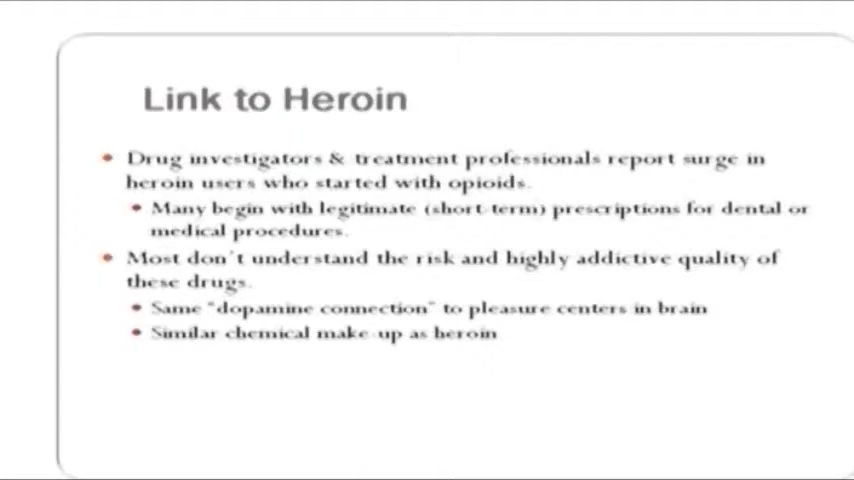 Link to Heroin
• Drug investigators & treatment professionals report surge in
heroin users who started with opioids.
• Many begin with legitimate (short-term) prescriptions for dental or
medical procedures.
• Most don't understand the risk and highly addictive quality of
these drugs.
• Same "dopamine connection" to pleasure centers in brain
• Similar chemical make-up as heroin